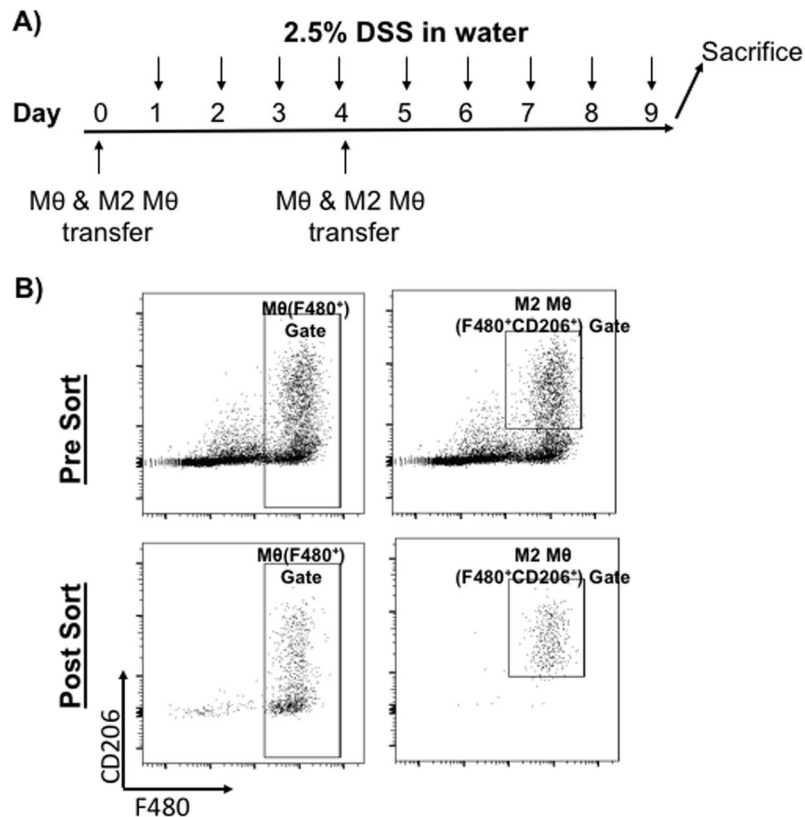 A)
2.5% DSS in water
Sacrifice
Day 0 1 2 3 4 5 6 7 8 9
Mθ & M2 Mθ
transfer
Mθ & M2 Mθ
transfer
B)
Pre Sort
Mθ(F480⁺)
Gate
M2 Mθ
(F480⁺CD206⁺) Gate
Post Sort
Mθ(F480⁺)
Gate
M2 Mθ
(F480⁺CD206⁺) Gate
CD206
F480